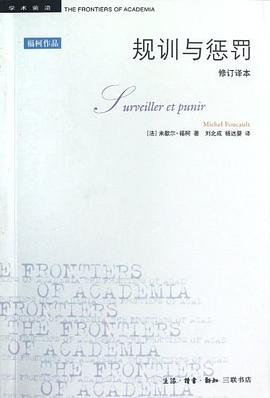 学术前沿 THE FRONTIERS OF ACADEMIA
福柯作品
规训与惩罚
修订译本
Surveiller et punir
Michel Foucault
[法] 米歇尔·福柯 著 刘北成 杨远婴 译
HE FRONTIERS
OF ACADEMIA
THE FRONTIERS
OF ACADEMIA
THE FRONTIERS
OF ACADEMIA
生活·读书·新知 三联书店